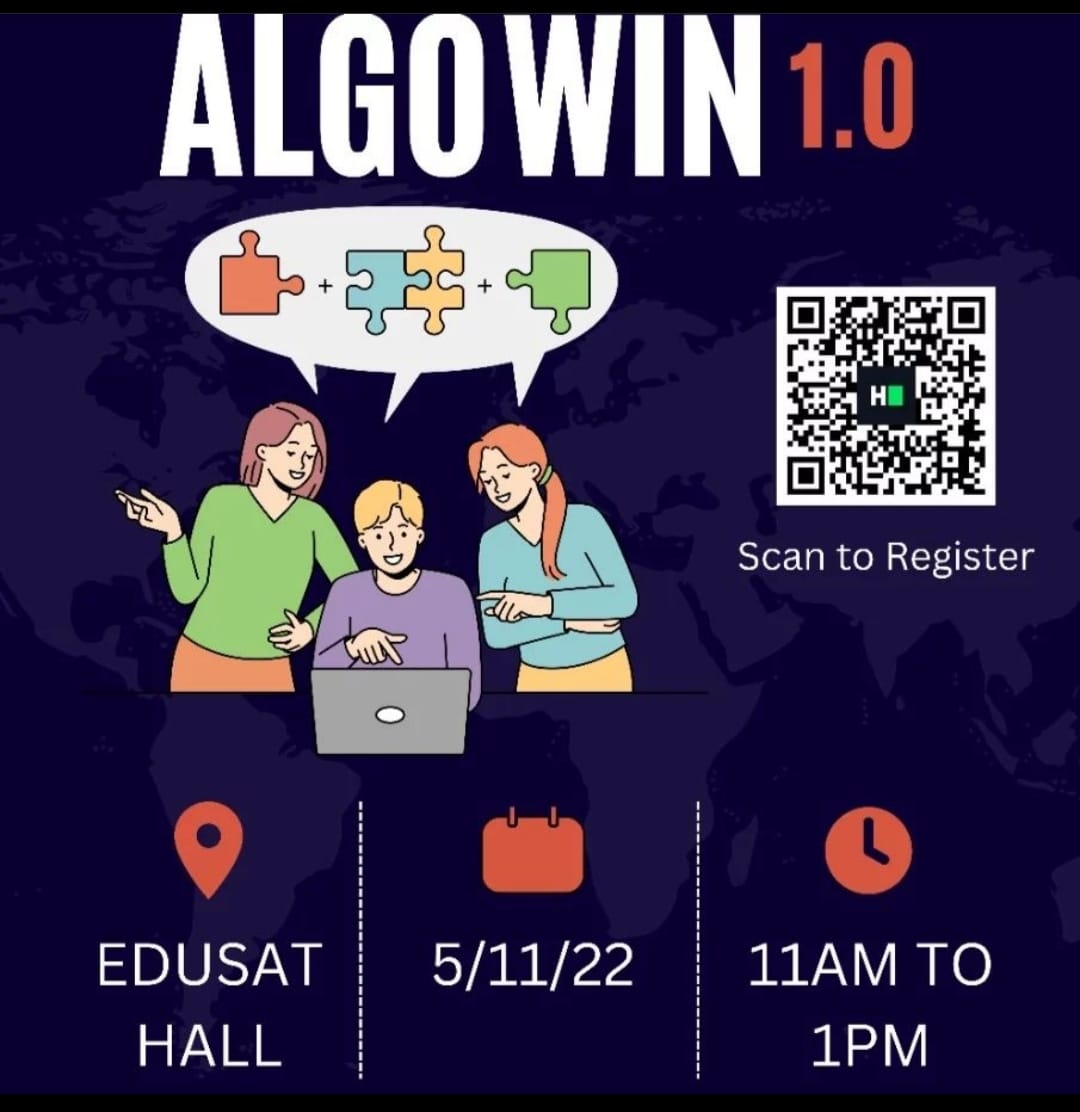 ALGOWIN 1.0
+ +
H
Scan to Register
EDUSAT
HALL
5/11/22
11AM TO
1PM